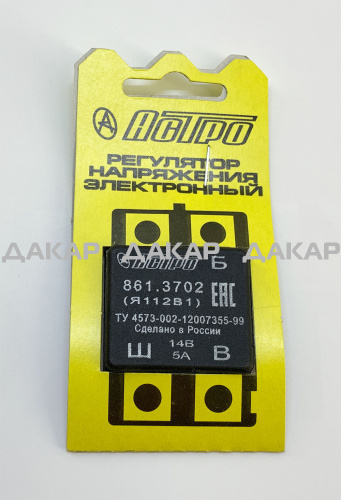 Астро
РЕГУЛЯТОР
НАПРЯЖЕНИЯ
ЭЛЕКТРОННЫЙ
ДАКАР ДАКАР ДАКАР
Астро Б
861.3702
(Я112В1) ЕАС
ТУ 4573-002-12007355-99
Сделано в России
Ш 14В В
5А